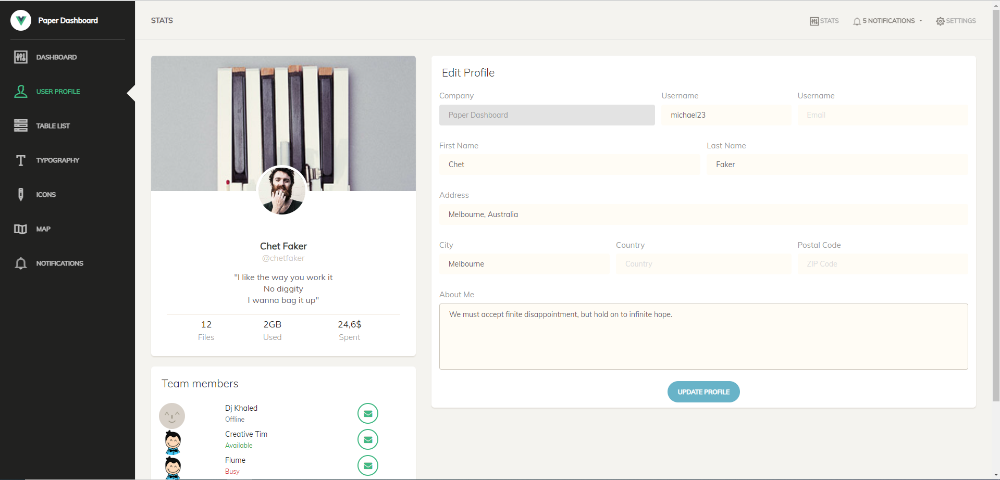 Paper Dashboard
DASHBOARD
USER PROFILE
TABLE LIST
TYPOGRAPHY
ICONS
MAP
NOTIFICATIONS
STATS
STATS
5 NOTIFICATIONS
SETTINGS
Chet Faker
@chetfaker
"I like the way you work it
No diggity
I wanna bag it up"
12 2GB 24,6$
Files Used Spent
Team members
Dj Khaled
Offline
Creative Tim
Available
Flume
Busy
Edit Profile
Company Username Username
Paper Dashboard michael23 Email
First Name Last Name
Chet Faker
Address
Melbourne, Australia
City Country Postal Code
Melbourne Country ZIP Code
About Me
We must accept finite disappointment, but hold on to infinite hope.
UPDATE PROFILE